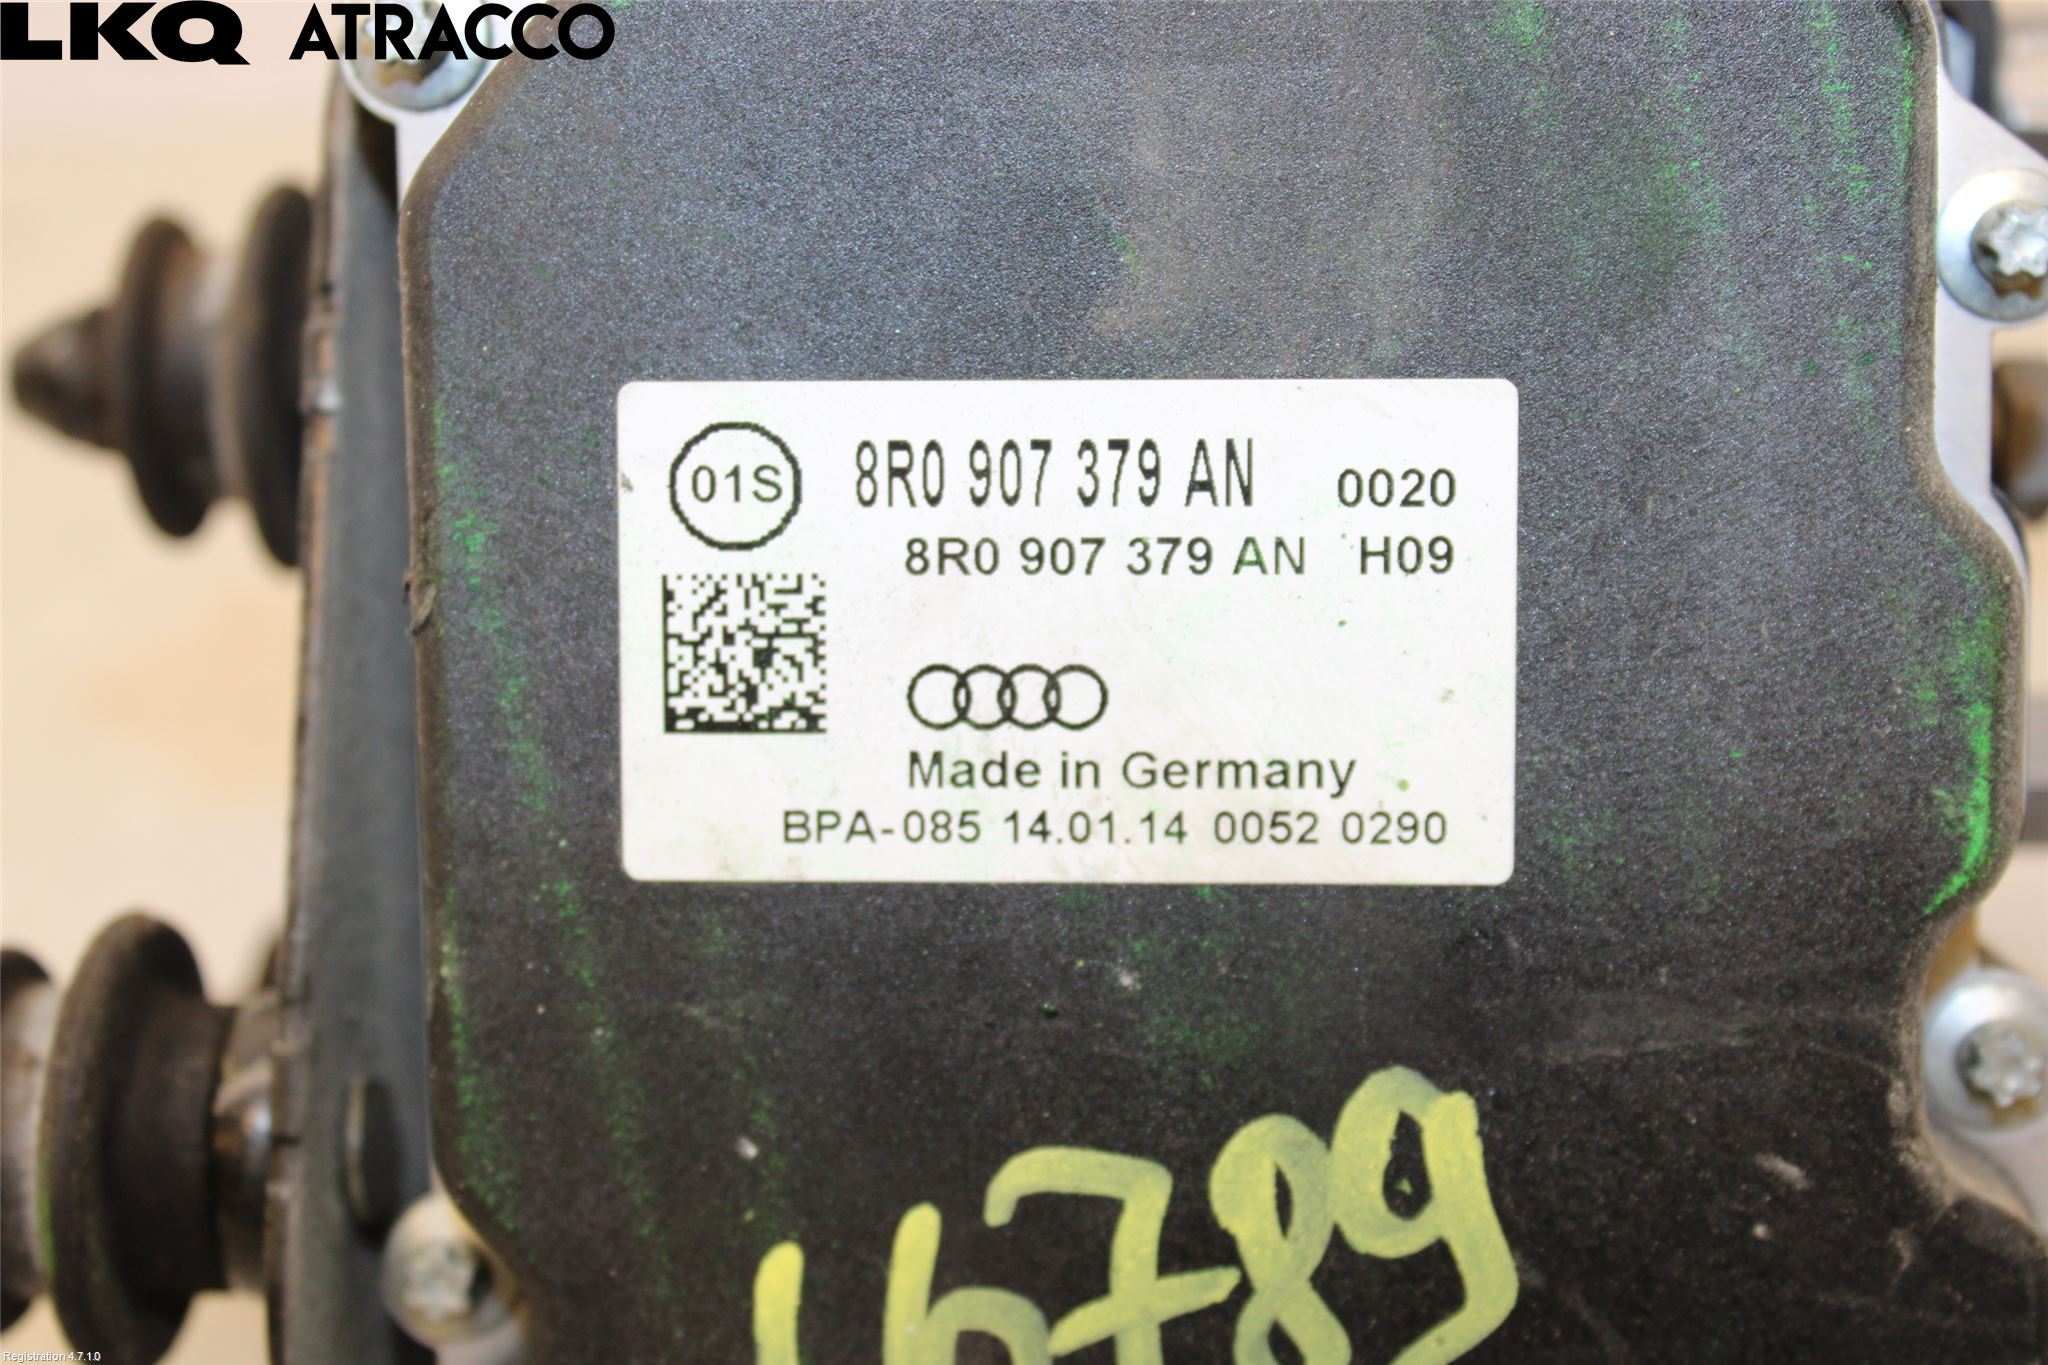 LKQ ATRACCO
01S
8R0 907 379 AN 0020
8R0 907 379 AN H09
Made in Germany
BPA-085 14.01.14 0052 0290
16789
Registration 4.7.1.0